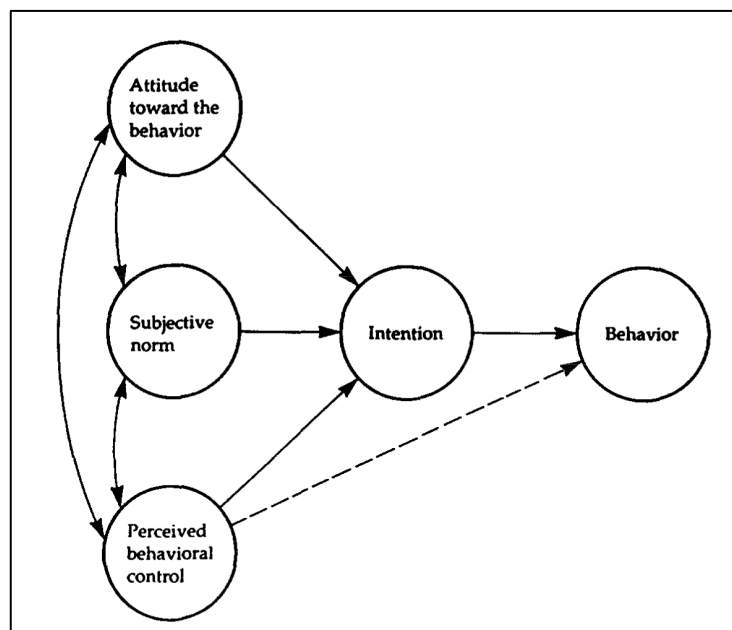 Attitude
toward the
behavior
Subjective
norm
Intention
Behavior
Perceived
behavioral
control